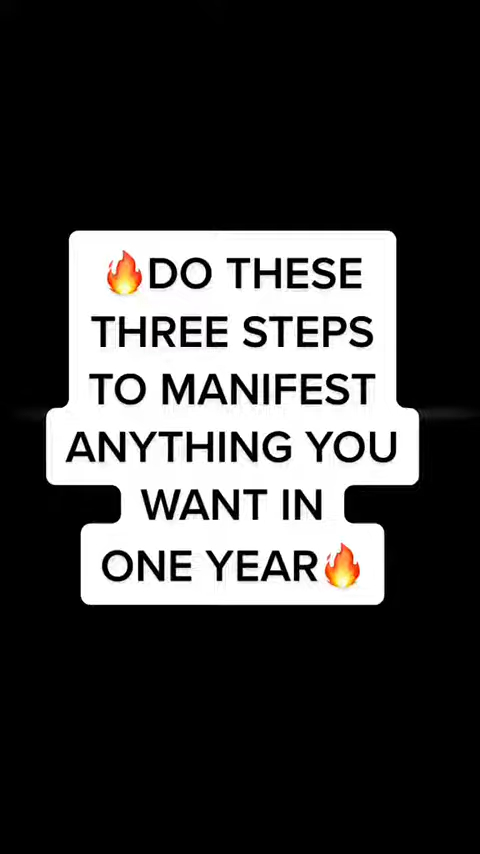 🔥DO THESE
THREE STEPS
TO MANIFEST
ANYTHING YOU
WANT IN
ONE YEAR🔥